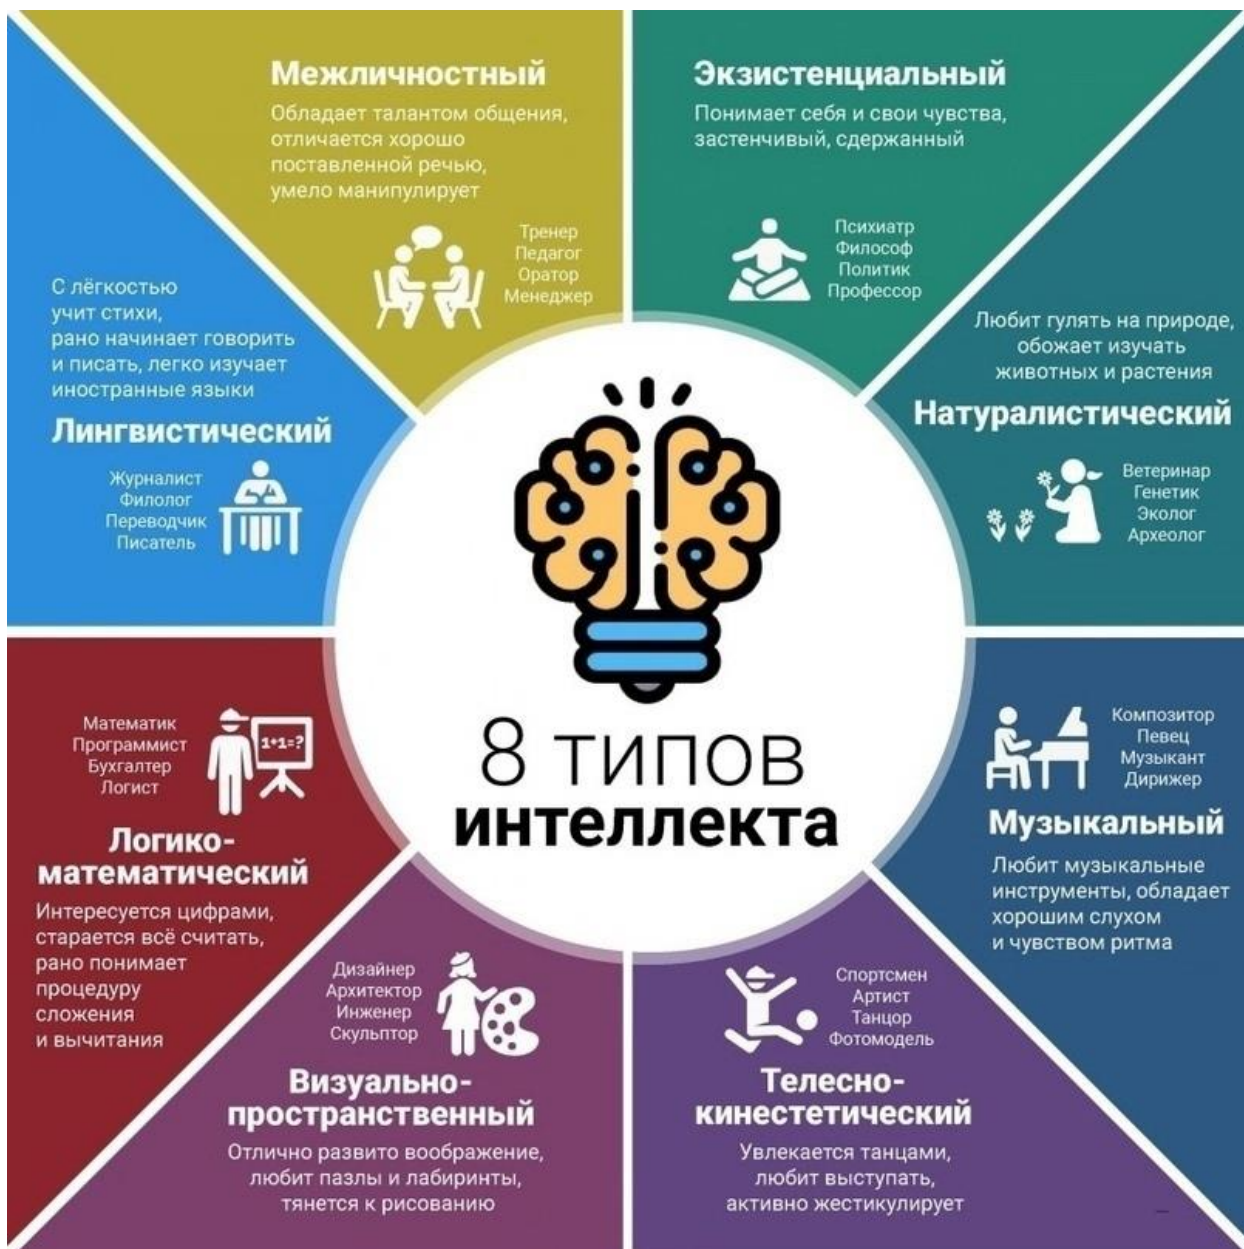 Межличностный
Обладает талантом общения,
отличается хорошо
поставленной речью,
умело манипулирует
Тренер
Педагог
Оратор
Менеджер
Экзистенциальный
Понимает себя и свои чувства,
застенчивый, сдержанный
Психиатр
Философ
Политик
Профессор
С лёгкостью
учит стихи,
рано начинает говорить
и писать, легко изучает
иностранные языки
Лингвистический
Журналист
Филолог
Переводчик
Писатель
Любит гулять на природе,
обожает изучать
животных и растения
Натуралистический
Ветеринар
Генетик
Эколог
Археолог
8 типов
интеллекта
Математик
Программист
Бухгалтер
Логист
1+1=?
Логико-
математический
Интересуется цифрами,
старается всё считать,
рано понимает
процедуру
сложения
и вычитания
Композитор
Певец
Музыкант
Дирижер
Музыкальный
Любит музыкальные
инструменты, обладает
хорошим слухом
и чувством ритма
Дизайнер
Архитектор
Инженер
Скульптор
Визуально-
пространственный
Отлично развито воображение,
любит пазлы и лабиринты,
тянется к рисованию
Спортсмен
Артист
Танцор
Фотомодель
Телесно-
кинестетический
Увлекается танцами,
любит выступать,
активно жестикулирует